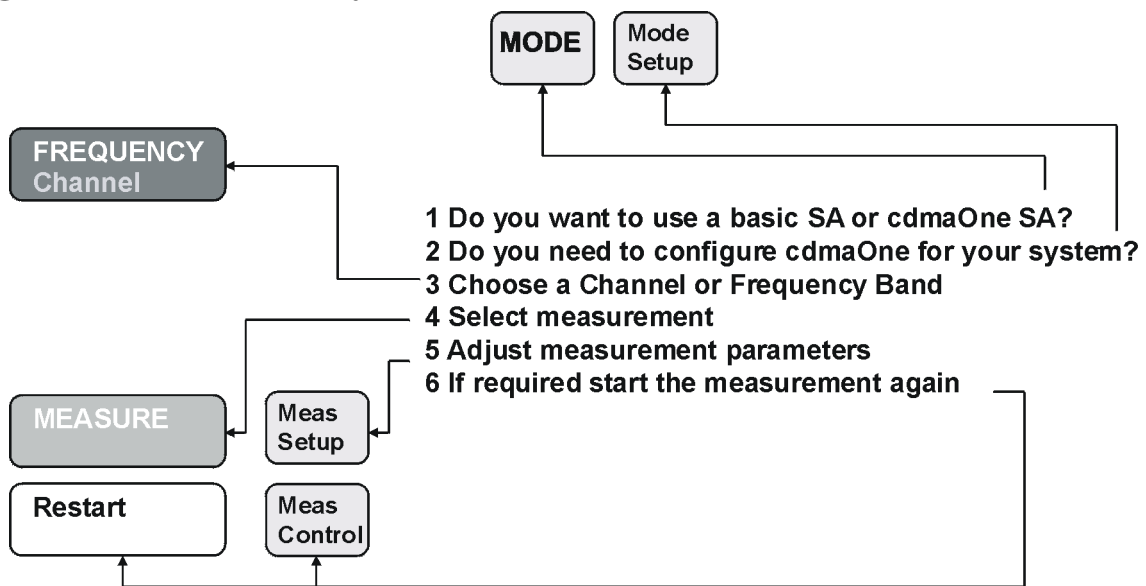 MODE
Mode
Setup
FREQUENCY
Channel
1 Do you want to use a basic SA or cdmaOne SA?
2 Do you need to configure cdmaOne for your system?
3 Choose a Channel or Frequency Band
4 Select measurement
5 Adjust measurement parameters
6 If required start the measurement again
MEASURE
Meas
Setup
Restart
Meas
Control